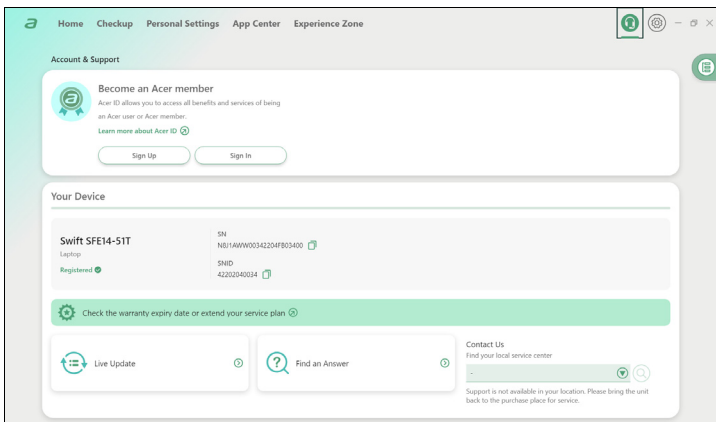 Home Checkup Personal Settings App Center Experience Zone
Account & Support
Become an Acer member
Acer ID allows you to access all benefits and services of being
an Acer user or Acer member.
Learn more about Acer ID
Sign Up
Sign In
Your Device
Swift SFE14-51T
Laptop
Registered
SN
N8J1AWW00342204FB03400
SNID
42202040034
Check the warranty expiry date or extend your service plan
Live Update
Find an Answer
Contact Us
Find your local service center
-
Support is not available in your location. Please bring the unit
back to the purchase place for service.